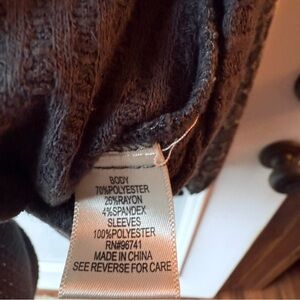 BODY
70%POLYESTER
26%RAYON
4%SPANDEX
SLEEVES
100%POLYESTER
RN#96741
MADE IN CHINA
SEE REVERSE FOR CARE